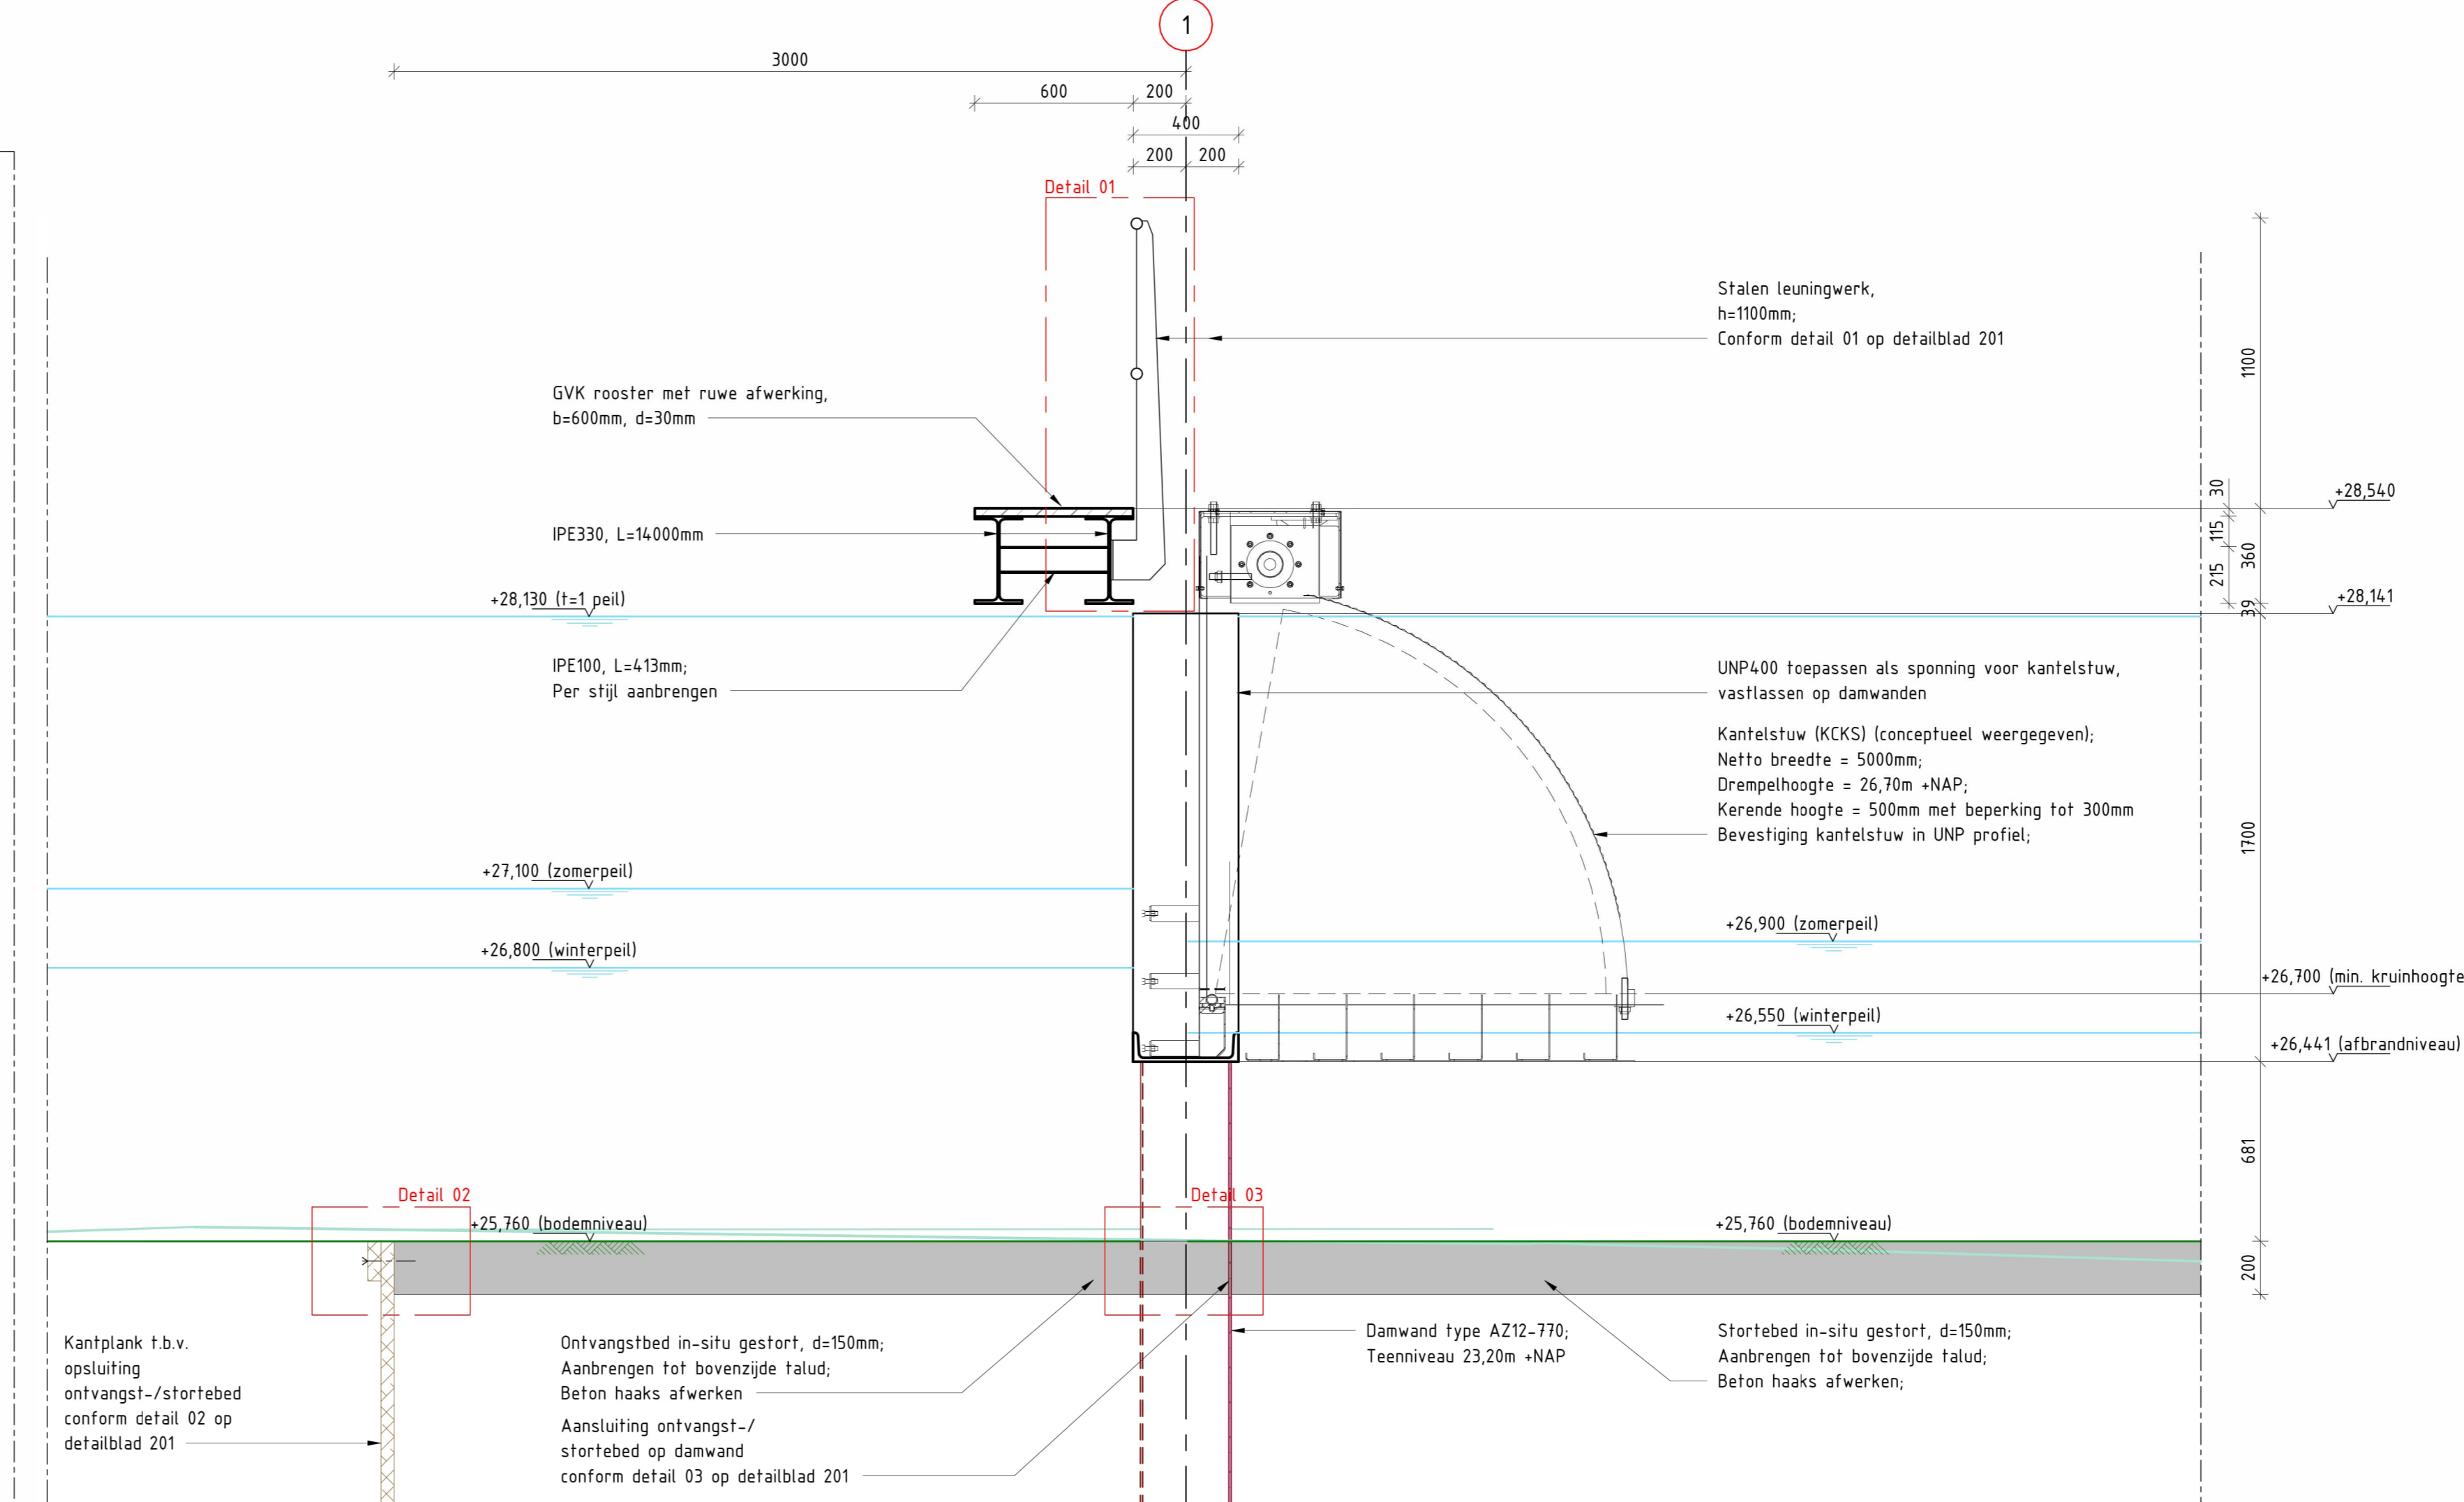 1
3000
600
200
400
200
200
Detail 01
Stalen leuningwerk,
h=1100mm;
Conform detail 01 op detailblad 201
1100
GVK rooster met ruwe afwerking,
b=600mm, d=30mm
30
+28,540
IPE330, L=14000mm
115
360
215
+28,130 (t=1 peil)
39
+28,141
IPE100, L=413mm;
Per stijl aanbrengen
UNP400 toepassen als sponning voor kantelstuw,
vastlassen op damwanden
Kantelstuw (KCKS) (conceptueel weergegeven);
Netto breedte = 5000mm;
Drempelhoogte = 26,70m +NAP;
Kerende hoogte = 500mm met beperking tot 300mm
Bevestiging kantelstuw in UNP profiel;
1700
+27,100 (zomerpeil)
+26,900 (zomerpeil)
+26,800 (winterpeil)
+26,700 (min. kruinhoogte
+26,550 (winterpeil)
+26,441 (afbrandniveau)
681
Detail 02
Detail 03
+25,760 (bodemniveau)
+25,760 (bodemniveau)
200
Kantplank t.b.v.
opsluiting
ontvangst-/stortebed
conform detail 02 op
detailblad 201
Ontvangstbed in-situ gestort, d=150mm;
Aanbrengen tot bovenzijde talud;
Beton haaks afwerken
Aansluiting ontvangst-/
stortebed op damwand
conform detail 03 op detailblad 201
Damwand type AZ12-770;
Teenniveau 23,20m +NAP
Stortebed in-situ gestort, d=150mm;
Aanbrengen tot bovenzijde talud;
Beton haaks afwerken;